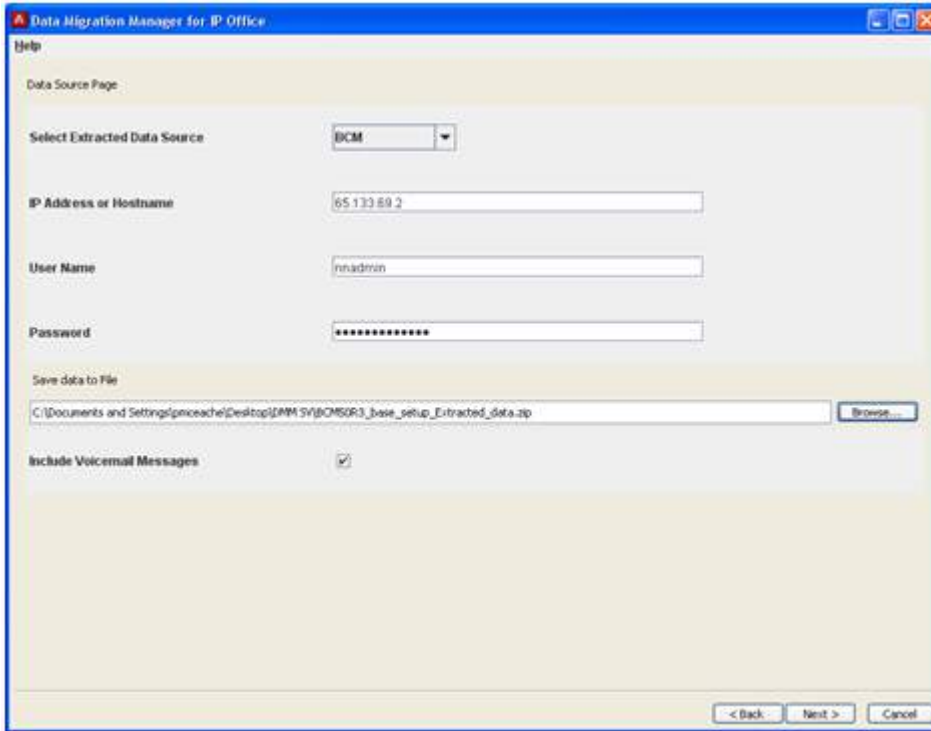 Data Migration Manager for IP Office
Help
Data Source Page
Select Extracted Data Source BCM
IP Address or Hostname 65.133.69.2
User Name nnadmin
Password •••••••••••••
Save data to File
C:\Documents and Settings\pmceache\Desktop\DMM SV\BCM50R3_base_setup_Extracted_data.zip Browse...
Include Voicemail Messages
< Back Next > Cancel